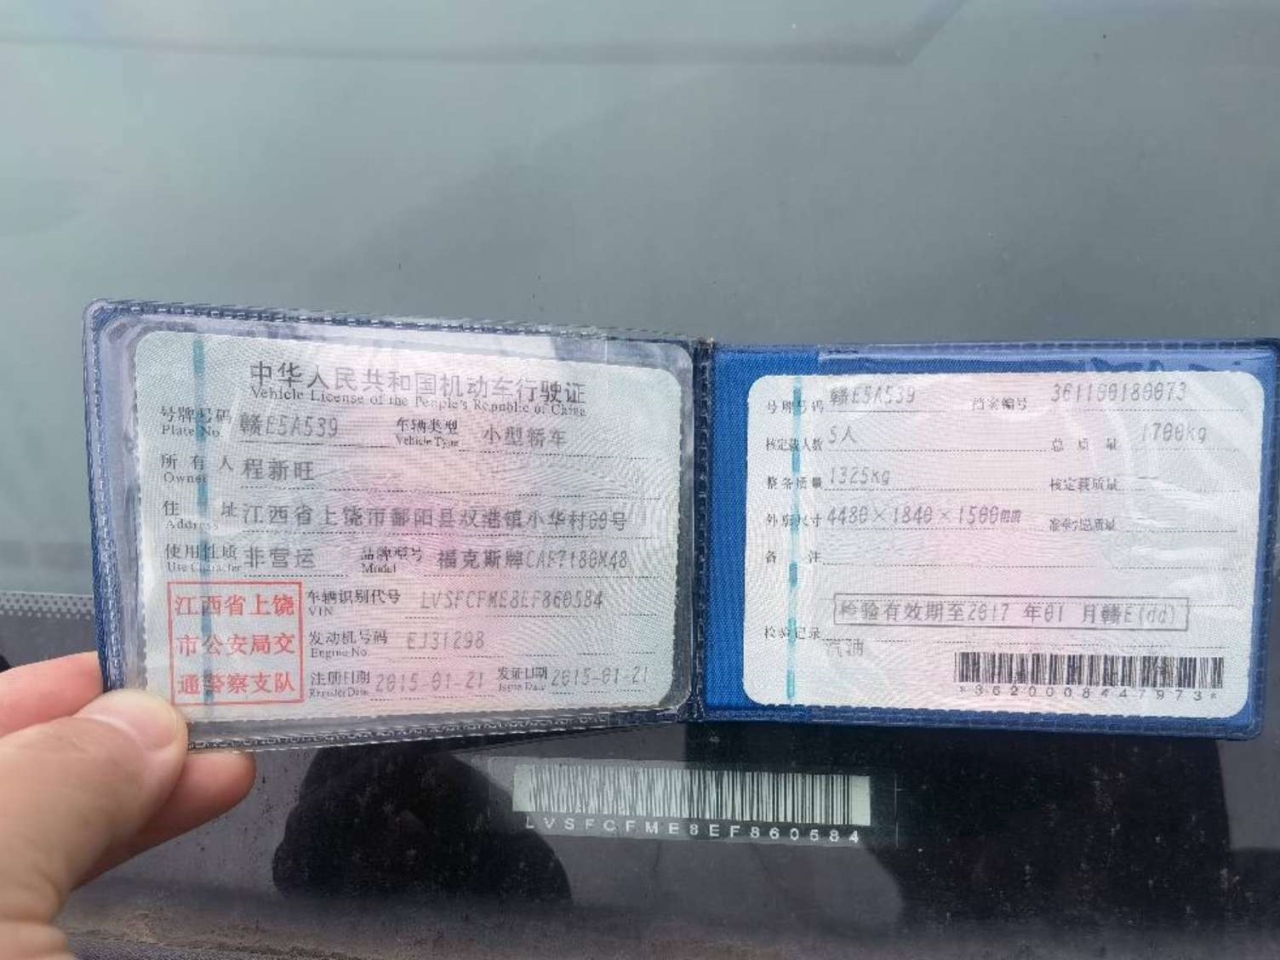 中华人民共和国机动车行驶证
Vehicle License of the People's Republic of China
号牌号码 赣E5A539 车辆类型 小型轿车
Plate No. Vehicle Type
所有人 程新旺
Owner
住址 江西省上饶市鄱阳县双港镇小华村00号
Address
使用性质 非营运 品牌型号 福克斯牌CAF7180M48
Use Character Model
江西省上饶
市公安局交
通警察支队
车辆识别代号 LVSFCFME8EF860584
VIN
发动机号码 EJ31298
Engine No.
注册日期 2015-01-21 发证日期 2015-01-21
Register Date Issue Date
号牌号码 赣E5A539 档案编号 361100180073
核定载人数 5人 总质量 1700kg
整备质量 1325kg 核定载质量
外廓尺寸 4480×1840×1500mm 准牵引总质量
备注
检验有效期至2017年01月赣E(dd)
检验记录
汽油
*3620008447973*
LVSFCFME8EF860584